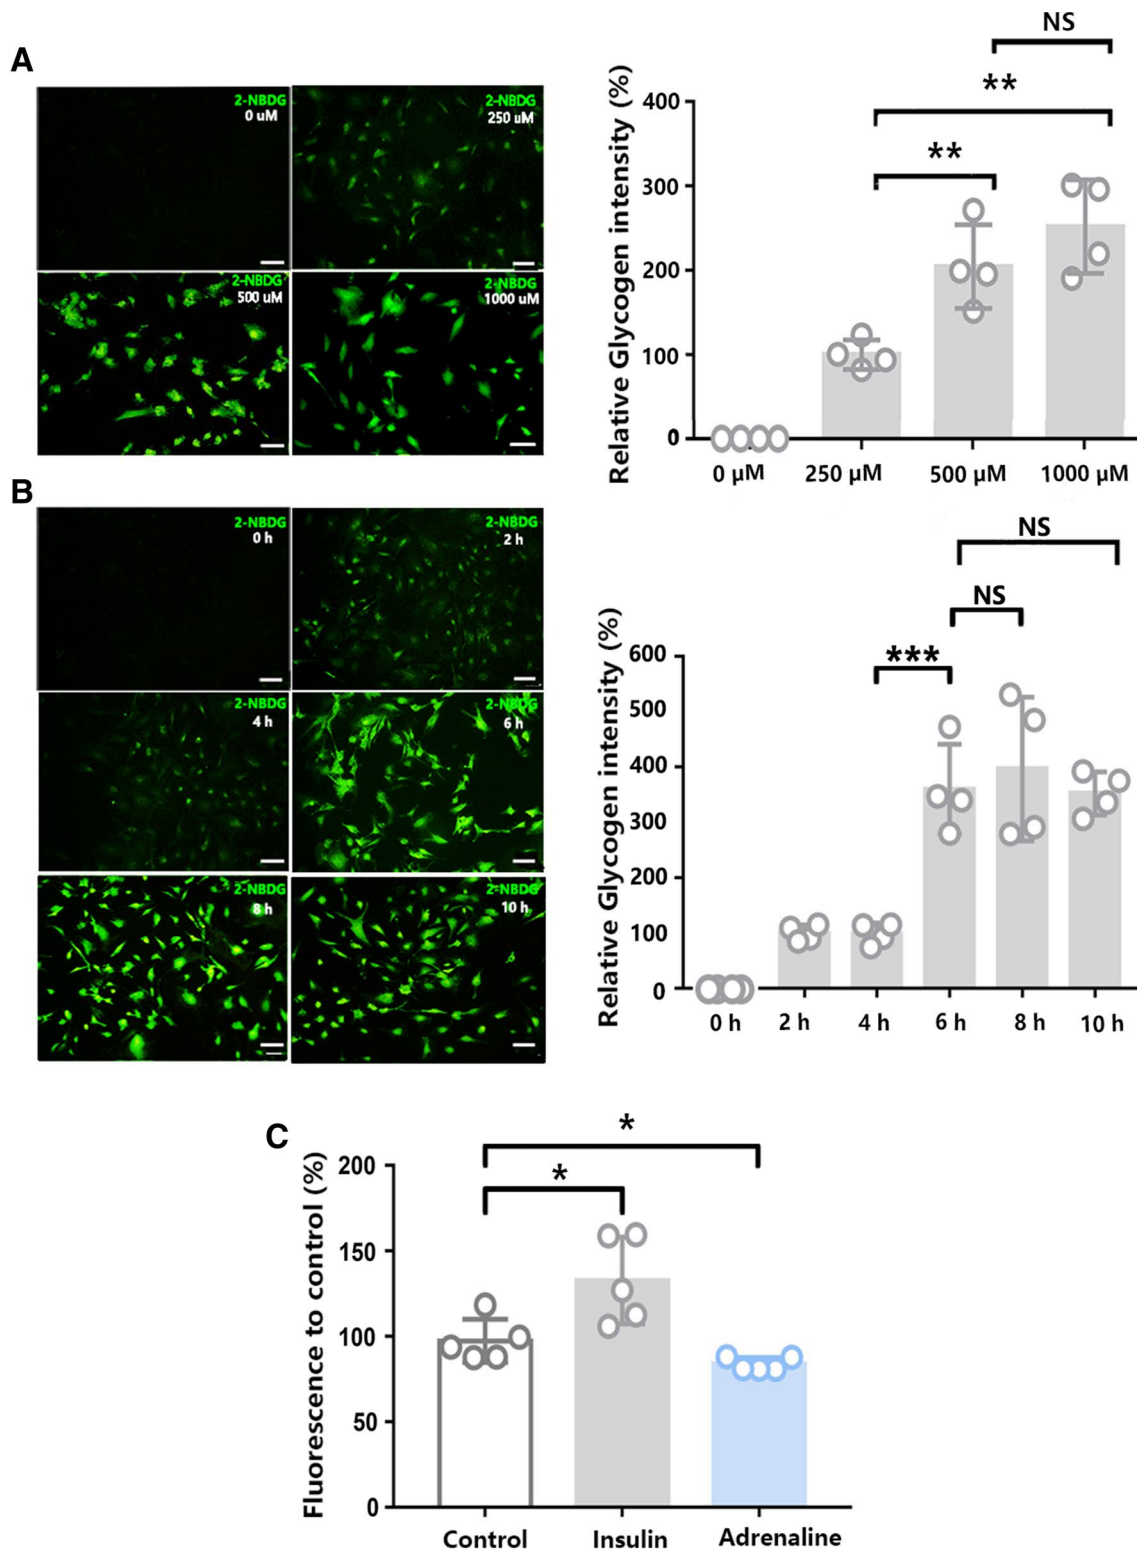 A
2-NBDG
0 uM
2-NBDG
250 uM
2-NBDG
500 uM
2-NBDG
1000 uM
Relative Glycogen intensity (%)
400
300
200
100
0
NS
**
**
0 μM
250 μM
500 μM
1000 μM
B
2-NBDG
0 h
2-NBDG
2 h
2-NBDG
4 h
2-NBDG
6 h
2-NBDG
8 h
2-NBDG
10 h
Relative Glycogen intensity (%)
600
500
400
300
200
100
0
NS
NS
***
0 h
2 h
4 h
6 h
8 h
10 h
C
Fluorescence to control (%)
200
150
100
50
0
*
*
Control
Insulin
Adrenaline